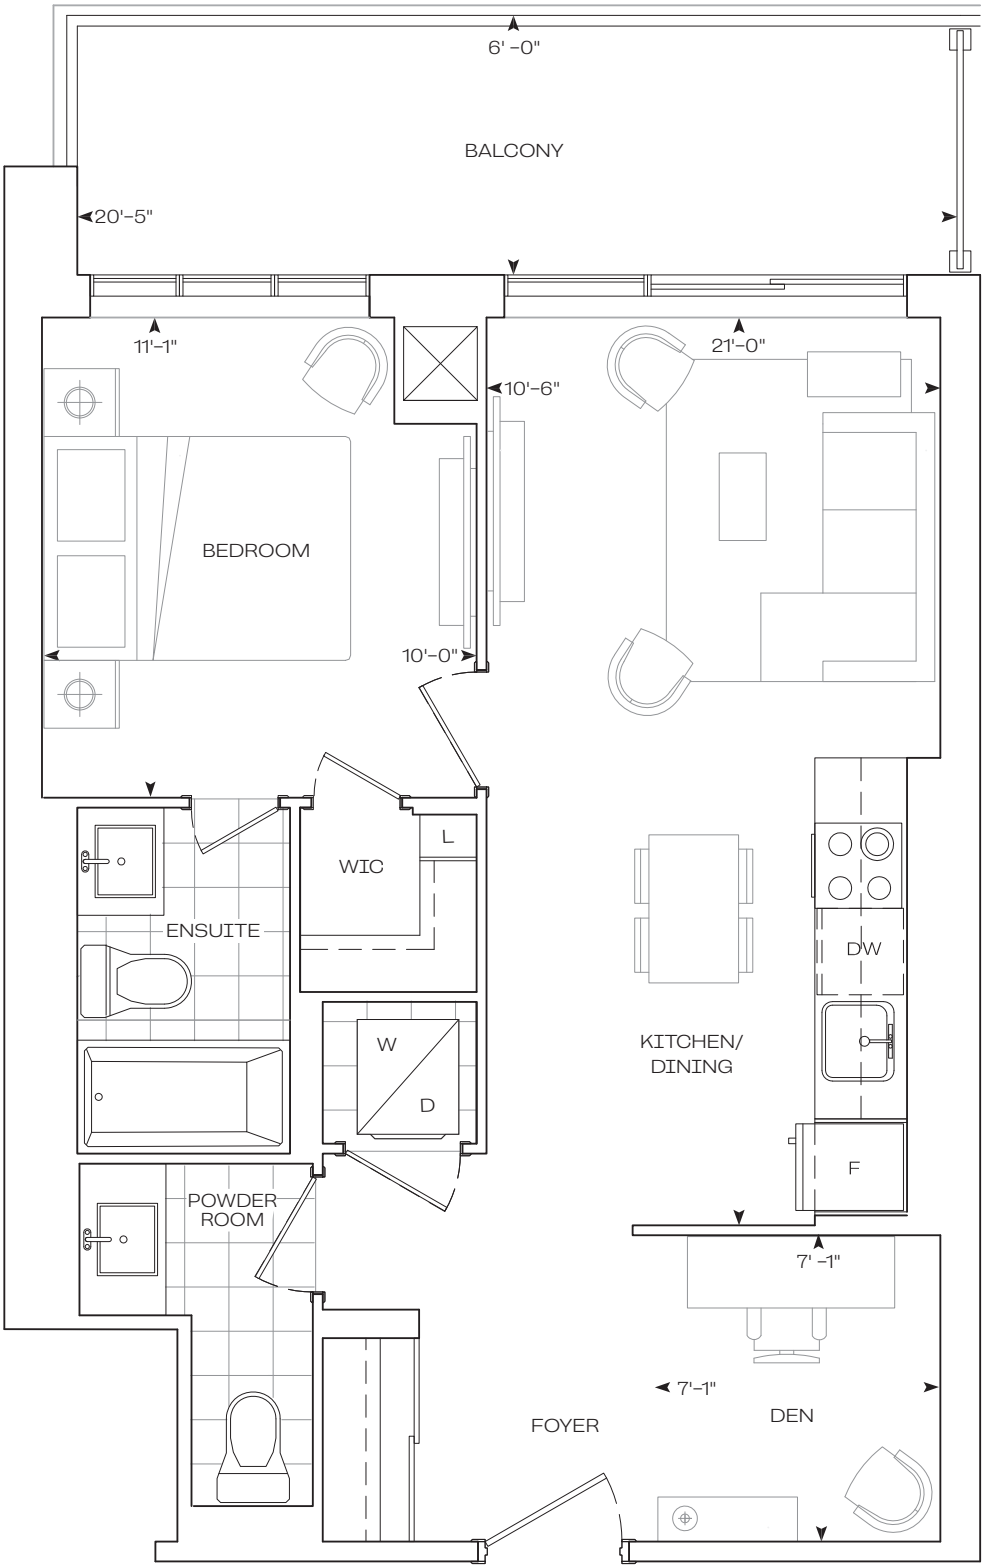 6'-0"
BALCONY
20'-5"
11'-1"
21'-0"
10'-6"
BEDROOM
10'-0"
L
WIC
ENSUITE
DW
W
KITCHEN/
DINING
D
F
POWDER
ROOM
7'-1"
7'-1"
DEN
FOYER